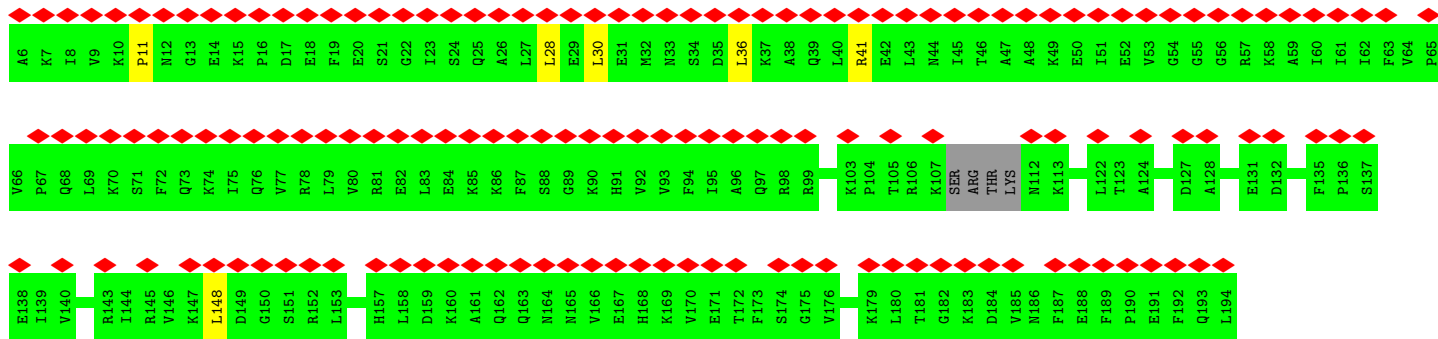 A6 K7 I8 V9 K10 P11 N12 G13 E14 K15 P16 D17 E18 F19 E20 S21 G22 I23 S24 Q25 A26 L27 L28 E29 L30 E31 M32 N33 S34 D35 L36 K37 A38 Q39 L40 R41 E42 L43 N44 I45 T46 A47 A48 K49 E50 I51 E52 V53 G54 G55 G56 R57 K58 A59 I60 I61 I62 F63 V64 P65
V66 P67 Q68 L69 K70 S71 F72 Q73 K74 I75 Q76 V77 R78 L79 V80 R81 E82 L83 E84 K85 K86 F87 S88 G89 K90 H91 V92 V93 F94 I95 A96 Q97 R98 R99 K103 P104 T105 R106 K107 SER ARG THR LYS N112 K113 L122 T123 A124 D127 A128 E131 D132 F135 P136 S137
E138 I139 V140 R143 I144 R145 V146 K147 L148 D149 G150 S151 R152 L153 H157 L158 D159 K160 A161 Q162 Q163 N164 N165 V166 E167 H168 K169 V170 E171 T172 F173 S174 G175 V176 K179 L180 T181 G182 K183 D184 V185 N186 F187 E188 F189 P190 E191 F192 Q193 L194